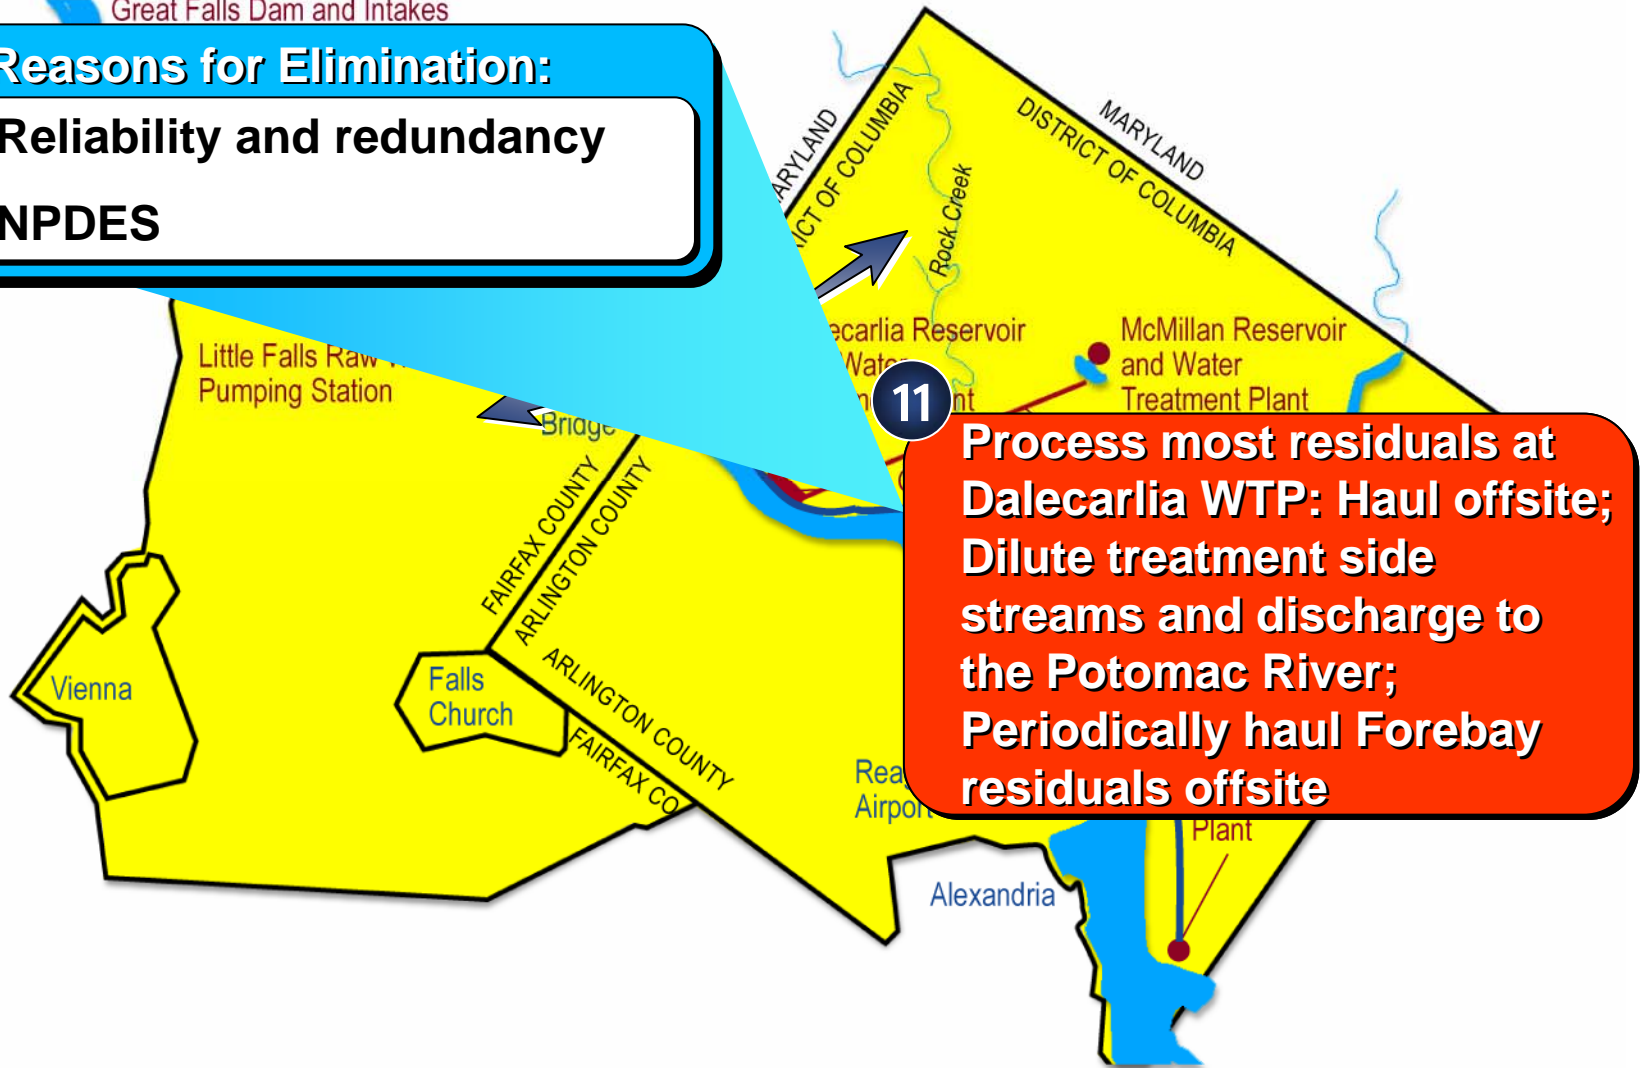 Great Falls Dam and Intakes
Reasons for Elimination:
Reliability and redundancy
NPDES
MARYLAND
DISTRICT OF COLUMBIA
ARYLAND
RICT OF COLUMBIA
Rock Creek
Little Falls Raw
Pumping Station
ecarlia Reservoir
Water
nt
McMillan Reservoir
and Water
Treatment Plant
Bridge
11
Process most residuals at
Dalecarlia WTP: Haul offsite;
Dilute treatment side
streams and discharge to
the Potomac River;
Periodically haul Forebay
residuals offsite
FAIRFAX COUNTY
ARLINGTON COUNTY
Vienna
Falls
Church
ARLINGTON COUNTY
FAIRFAX CO
Rea
Airport
Plant
Alexandria